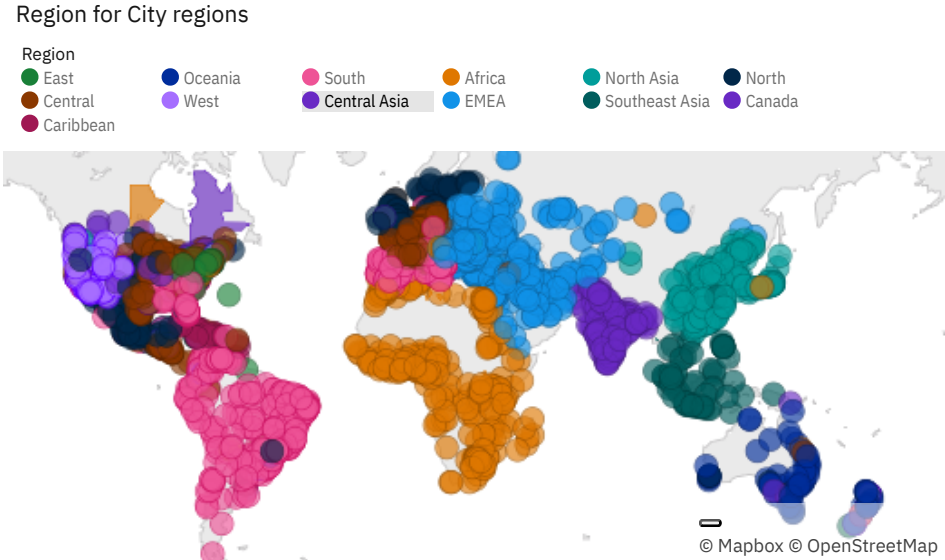 Region for City regions
Region
East Oceania South Africa North Asia North
Central West Central Asia EMEA Southeast Asia Canada
Caribbean
© Mapbox © OpenStreetMap